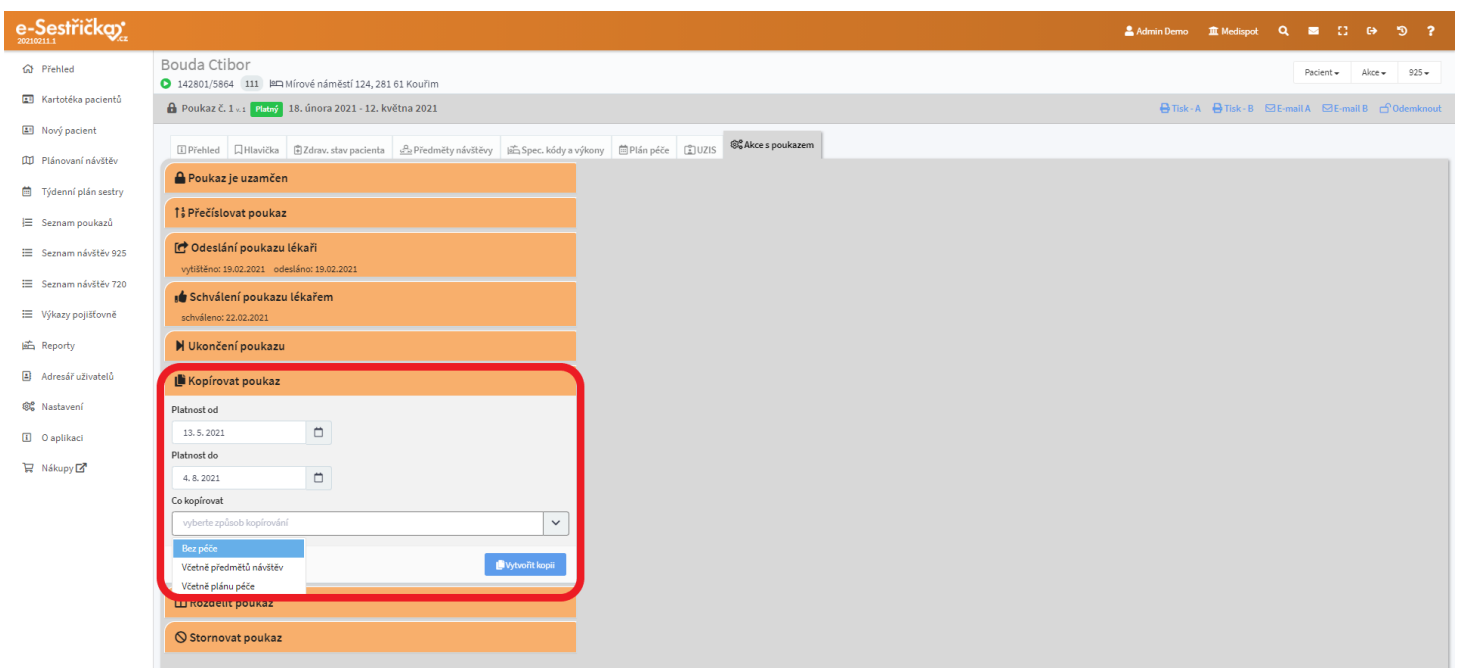 e-Sestřička.cz
20210211.1
Admin Demo Medispot
Přehled
Kartotéka pacientů
Nový pacient
Plánovaní návštěv
Týdenní plán sestry
Seznam poukazů
Seznam návštěv 925
Seznam návštěv 720
Výkazy pojišťovně
Reporty
Adresář uživatelů
Nastavení
O aplikaci
Nákupy
Bouda Ctibor
142801/5864 111 Mírové náměstí 124, 281 61 Kouřim
Pacient Akce 925
Poukaz č. 1 v. 1 Platný 18. února 2021 - 12. května 2021
Tisk - A Tisk - B E-mail A E-mail B Odemknout
Přehled Hlavička Zdrav. stav pacienta Předměty návštěvy Spec. kódy a výkony Plán péče UZIS Akce s poukazem
Poukaz je uzamčen
Přečíslovat poukaz
Odeslání poukazu lékaři
vytištěno: 19.02.2021 odesláno: 19.02.2021
Schválení poukazu lékařem
schváleno: 22.02.2021
Ukončení poukazu
Kopírovat poukaz
Platnost od
13. 5. 2021
Platnost do
4. 8. 2021
Co kopírovat
vyberte způsob kopírování
Bez péče
Včetně předmětů návštěv
Včetně plánu péče
Vytvořit kopii
Rozdělit poukaz
Stornovat poukaz